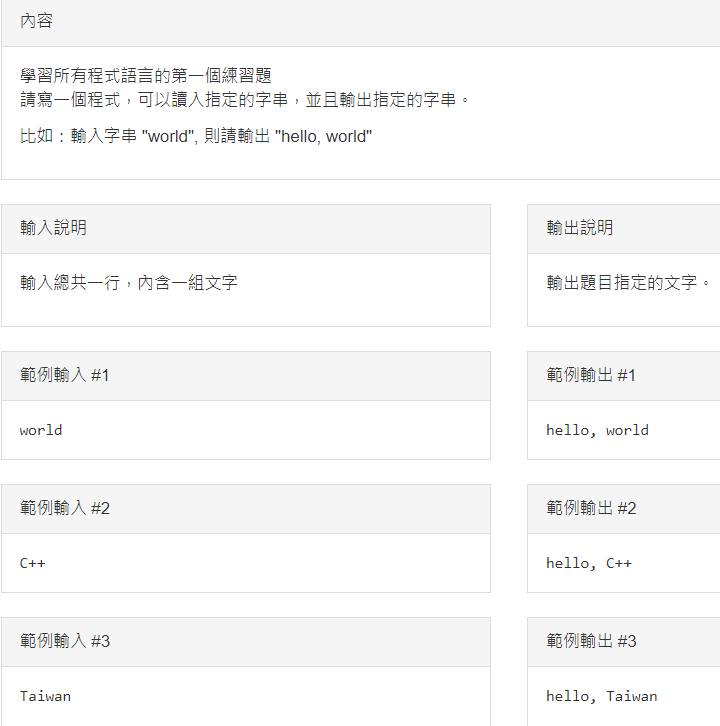 內容
學習所有程式語言的第一個練習題
請寫一個程式，可以讀入指定的字串，並且輸出指定的字串。
比如：輸入字串 "world", 則請輸出 "hello, world"
輸入說明
輸入總共一行，內含一組文字
輸出說明
輸出題目指定的文字。
範例輸入 #1
world
範例輸出 #1
hello, world
範例輸入 #2
C++
範例輸出 #2
hello, C++
範例輸入 #3
Taiwan
範例輸出 #3
hello, Taiwan